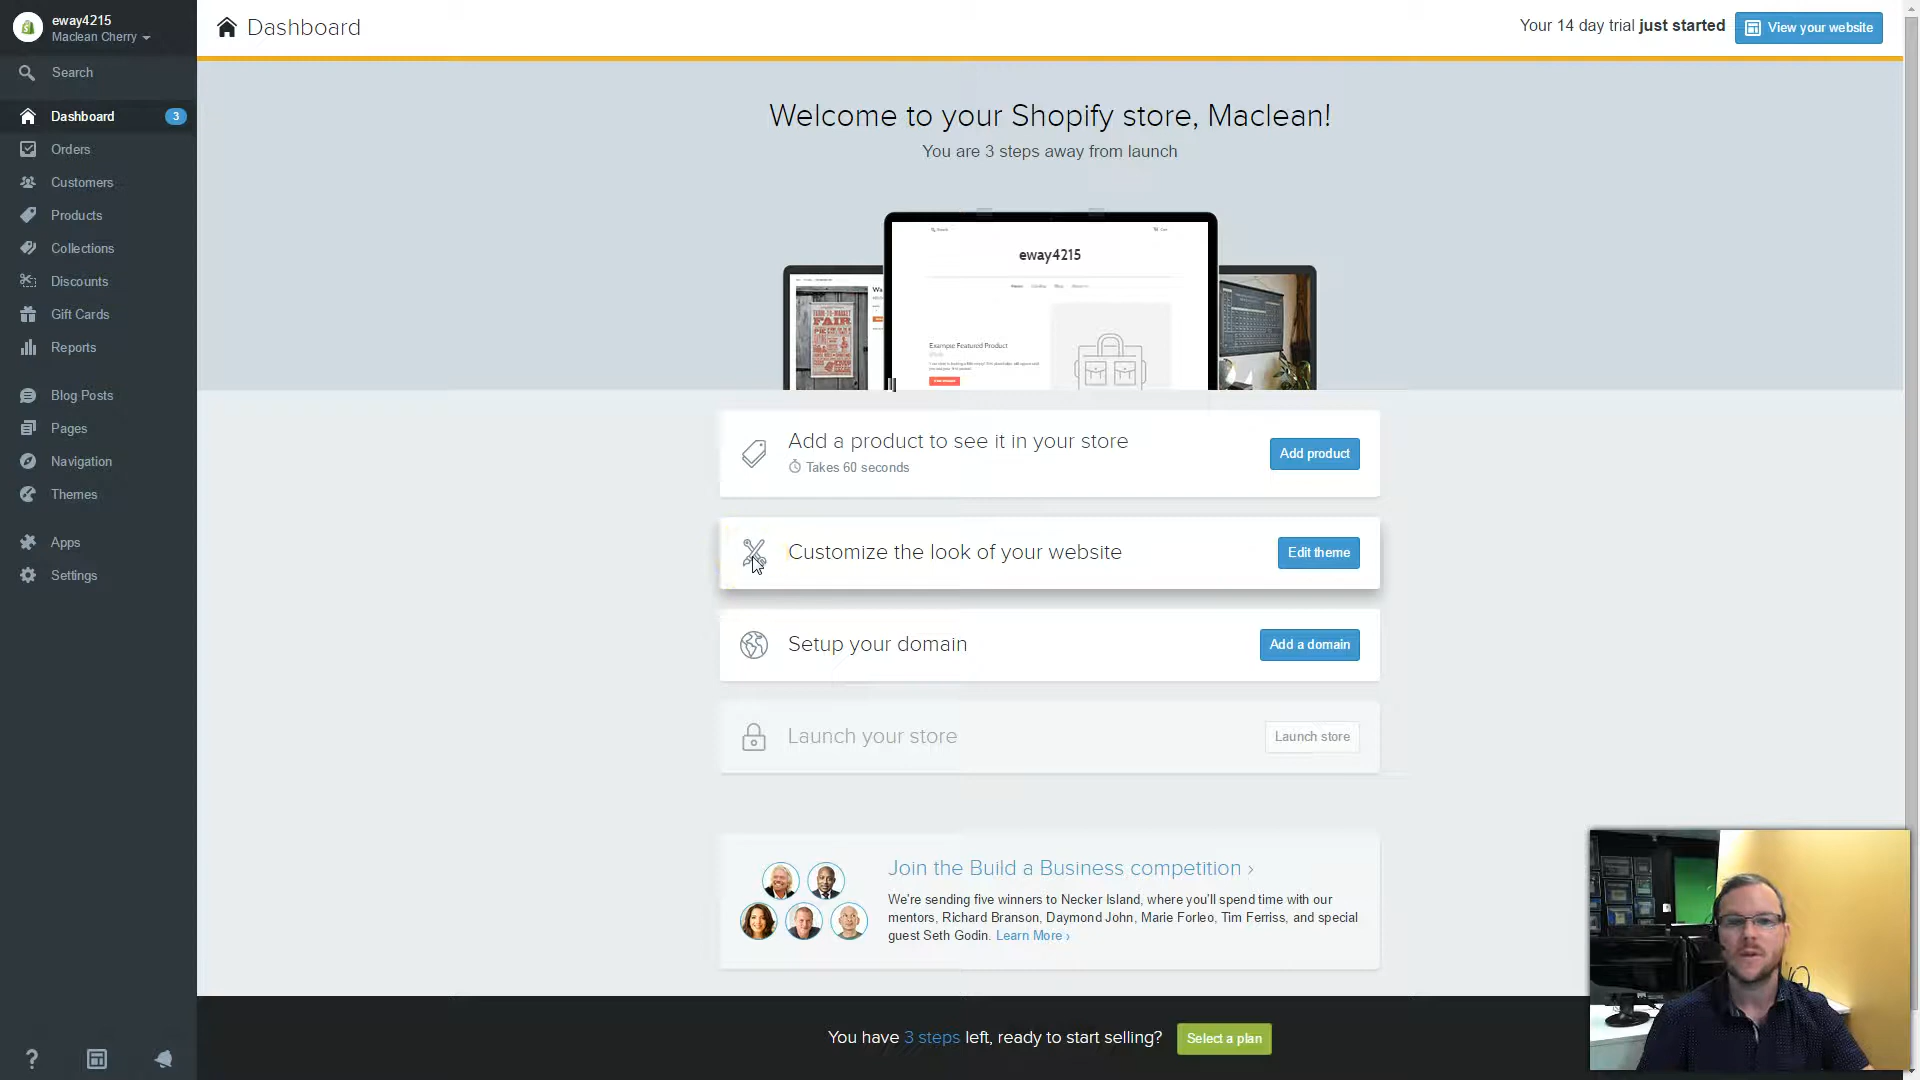 eway4215
Maclean Cherry
Search
Dashboard
3
Orders
Customers
Products
Collections
Discounts
Gift Cards
Reports
Blog Posts
Pages
Navigation
Themes
Apps
Settings
Dashboard
Your 14 day trial just started
View your website
Welcome to your Shopify store, Maclean!
You are 3 steps away from launch
eway4215
Example Featured Product
FAIR
Add a product to see it in your store
Takes 60 seconds
Add product
Customize the look of your website
Edit theme
Setup your domain
Add a domain
Launch your store
Launch store
Join the Build a Business competition ›
We're sending five winners to Necker Island, where you'll spend time with our
mentors, Richard Branson, Daymond John, Marie Forleo, Tim Ferriss, and special
guest Seth Godin. Learn More ›
You have 3 steps left, ready to start selling?
Select a plan
?